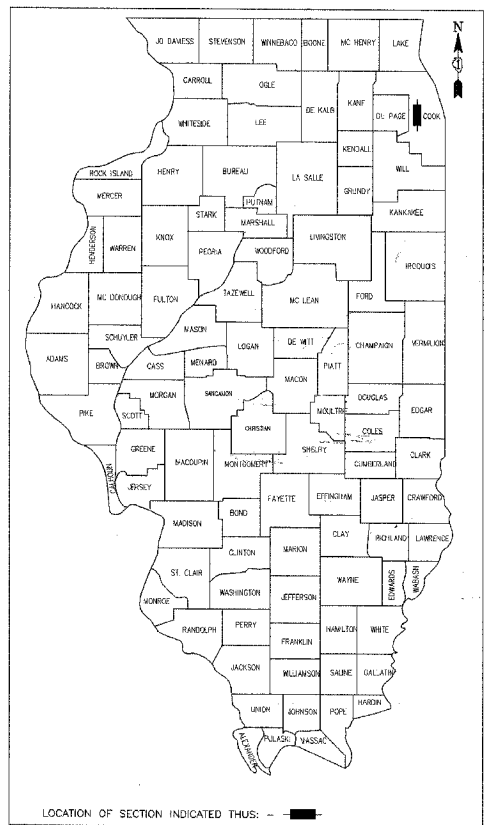 N
JO DAVIESS STEVENSON WINNEBAGO BOONE MC HENRY LAKE
CARROLL OGLE
DE KALB KANE DU PAGE COOK
WHITESIDE LEE
KENDALL
ROCK ISLAND HENRY BUREAU LA SALLE WILL
MERCER PUTNAM GRUNDY
STARK MARSHALL KANKAKEE
HENDERSON WARREN KNOX LIVINGSTON
PEORIA WOODFORD IROQUOIS
HANCOCK MC DONOUGH FULTON TAZEWELL MC LEAN FORD
MASON
SCHUYLER LOGAN DE WITT CHAMPAIGN VERMILION
ADAMS BROWN CASS MENARD PIATT
MORGAN SANGAMON MACON
PIKE SCOTT MOULTRIE DOUGLAS EDGAR
CHRISTIAN COLES
GREENE MACOUPIN MONTGOMERY SHELBY CLARK
CALHOUN JERSEY CUMBERLAND
FAYETTE EFFINGHAM JASPER CRAWFORD
MADISON BOND
CLAY RICHLAND LAWRENCE
CLINTON MARION
ST. CLAIR WAYNE EDWARDS WABASH
MONROE WASHINGTON JEFFERSON
RANDOLPH PERRY HAMILTON WHITE
FRANKLIN
JACKSON WILLIAMSON SALINE GALLATIN
UNION JOHNSON POPE HARDIN
ALEXANDER PULASKI MASSAC
LOCATION OF SECTION INDICATED THUS: -